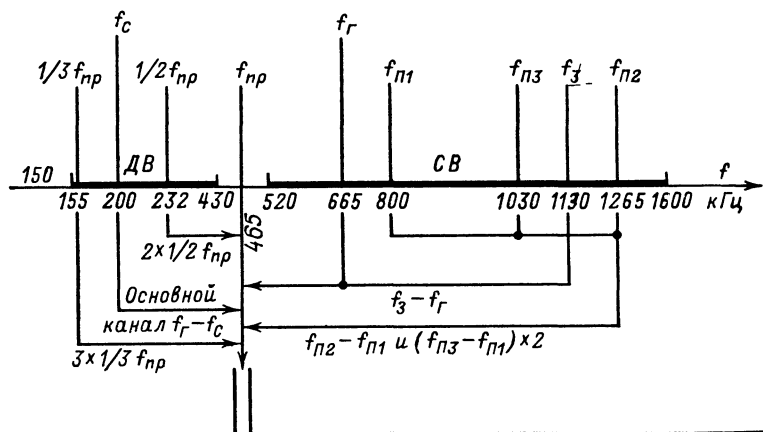 f_c f_г
1/3 f_пр 1/2 f_пр f_пр f_П1 f_П3 f_З f_П2
150 ДВ СВ f
155 200 232 430 465 520 665 800 1030 1130 1265 1600 кГц
2×1/2 f_пр
Основной f_З–f_г
канал f_г–f_c f_П2–f_П1 и (f_П3–f_П1)×2
3×1/3 f_пр